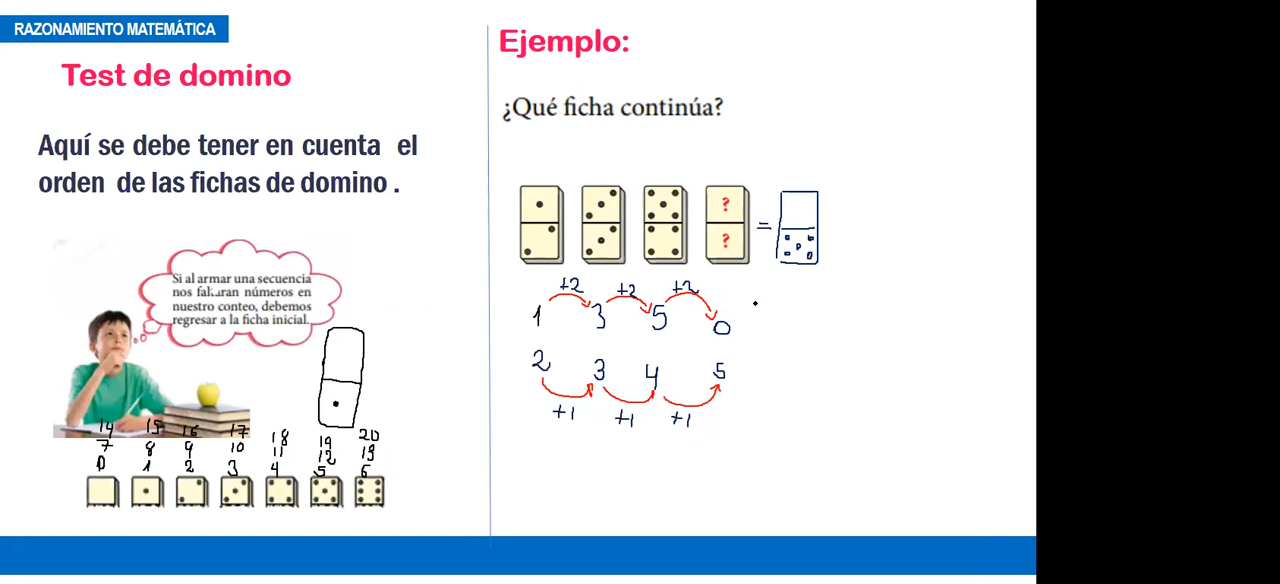 RAZONAMIENTO MATEMÁTICA
Test de domino
Aquí se debe tener en cuenta el
orden de las fichas de domino .
Si al armar una secuencia
nos faltaran números en
nuestro conteo, debemos
regresar a la ficha inicial.
14 15 16 17 18 19 20
7 8 9 10 11 12 13
0 1 2 3 4 5 6
Ejemplo:
¿Qué ficha continúa?
?
? =
+2 +2 +2
1 3 5 0
2 3 4 5
+1 +1 +1